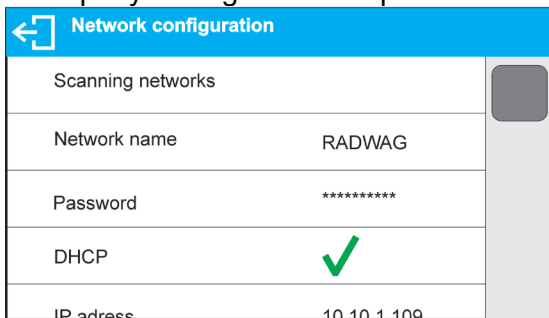 Network configuration
Scanning networks
Network name RADWAG
Password **********
DHCP
IP adress 10.10.1.109